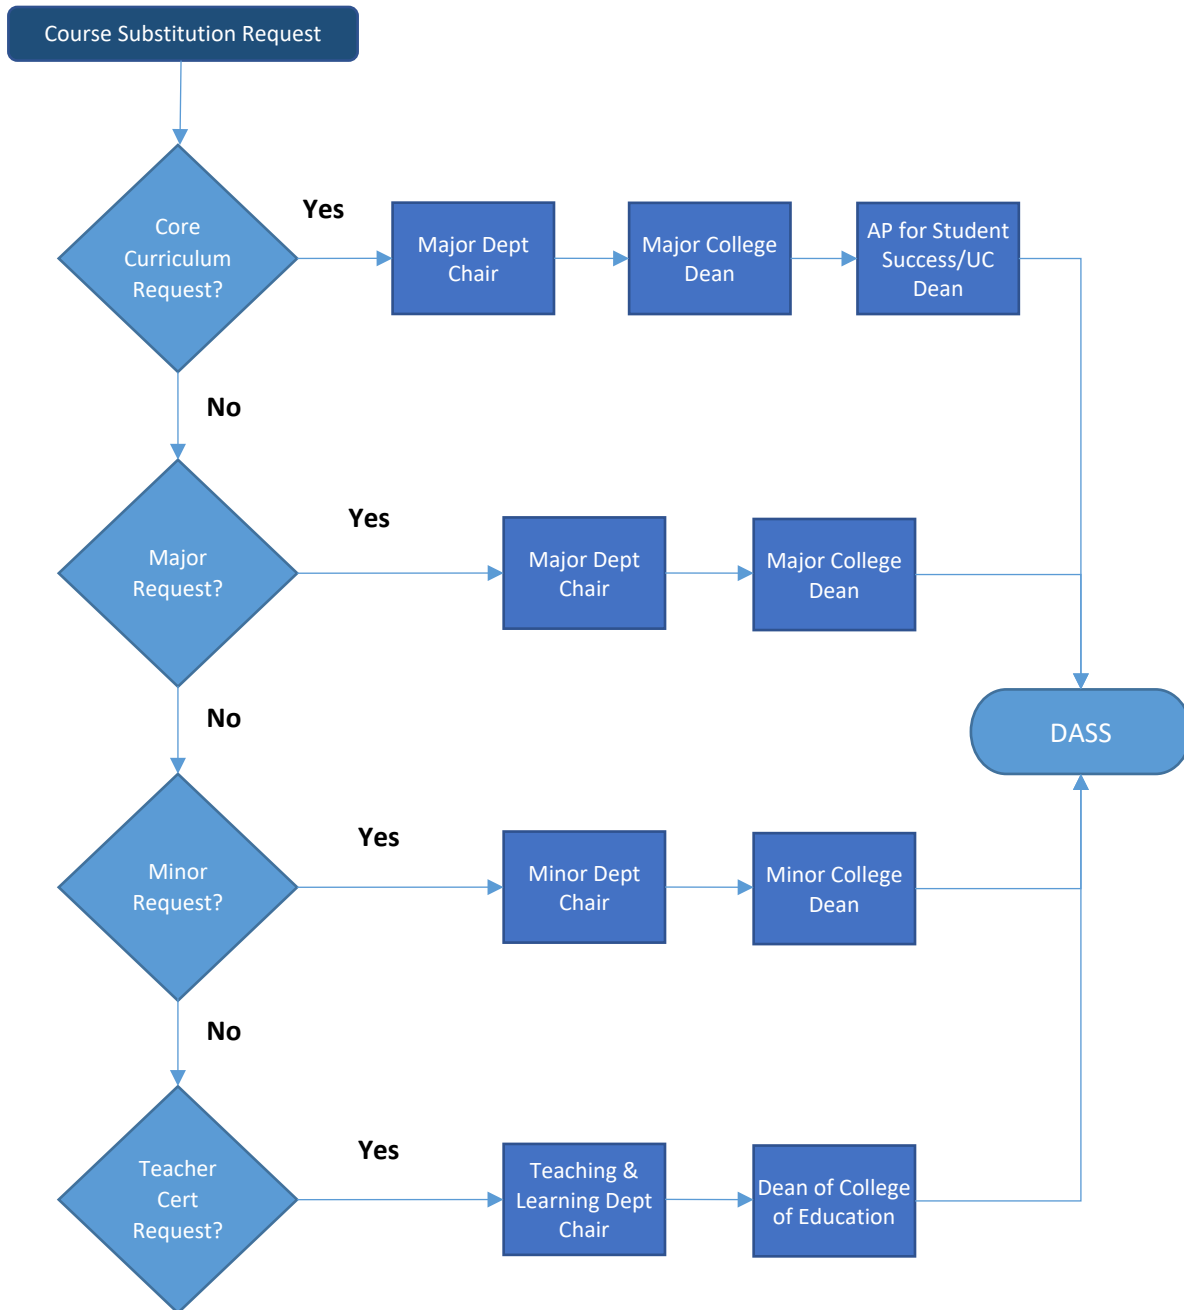 Course Substitution Request
Yes
Core
Curriculum
Request?
Major Dept
Chair
Major College
Dean
AP for Student
Success/UC
Dean
No
Yes
Major
Request?
Major Dept
Chair
Major College
Dean
No
DASS
Yes
Minor
Request?
Minor Dept
Chair
Minor College
Dean
No
Yes
Teacher
Cert
Request?
Teaching &
Learning Dept
Chair
Dean of College
of Education